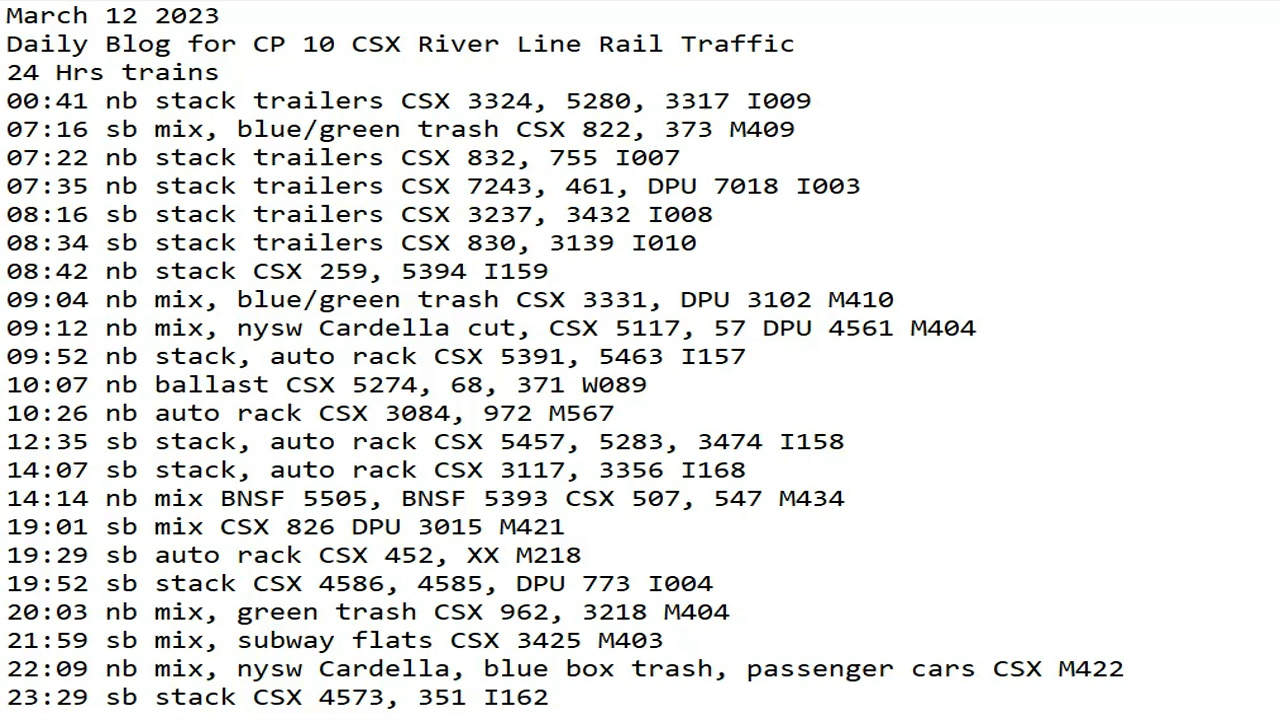 March 12 2023
Daily Blog for CP 10 CSX River Line Rail Traffic
24 Hrs trains
00:41 nb stack trailers CSX 3324, 5280, 3317 I009
07:16 sb mix, blue/green trash CSX 822, 373 M409
07:22 nb stack trailers CSX 832, 755 I007
07:35 nb stack trailers CSX 7243, 461, DPU 7018 I003
08:16 sb stack trailers CSX 3237, 3432 I008
08:34 sb stack trailers CSX 830, 3139 I010
08:42 nb stack CSX 259, 5394 I159
09:04 nb mix, blue/green trash CSX 3331, DPU 3102 M410
09:12 nb mix, nysw Cardella cut, CSX 5117, 57 DPU 4561 M404
09:52 nb stack, auto rack CSX 5391, 5463 I157
10:07 nb ballast CSX 5274, 68, 371 W089
10:26 nb auto rack CSX 3084, 972 M567
12:35 sb stack, auto rack CSX 5457, 5283, 3474 I158
14:07 sb stack, auto rack CSX 3117, 3356 I168
14:14 nb mix BNSF 5505, BNSF 5393 CSX 507, 547 M434
19:01 sb mix CSX 826 DPU 3015 M421
19:29 sb auto rack CSX 452, XX M218
19:52 sb stack CSX 4586, 4585, DPU 773 I004
20:03 nb mix, green trash CSX 962, 3218 M404
21:59 sb mix, subway flats CSX 3425 M403
22:09 nb mix, nysw Cardella, blue box trash, passenger cars CSX M422
23:29 sb stack CSX 4573, 351 I162